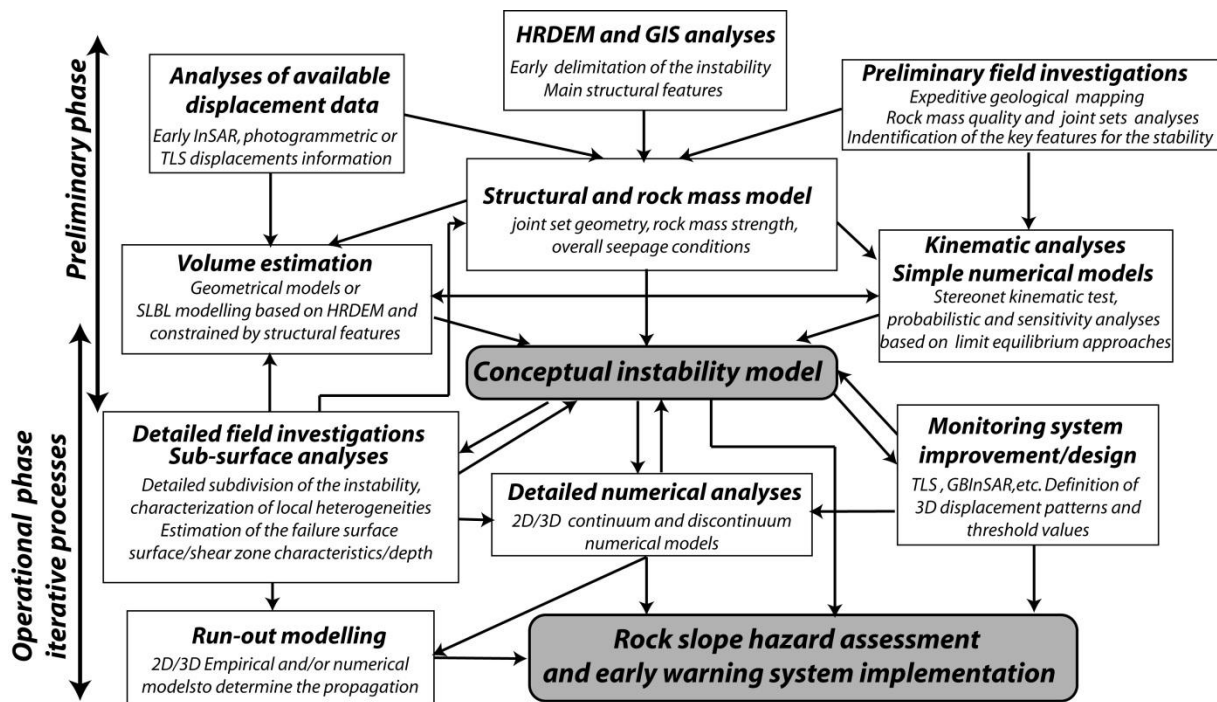 Preliminary phase
Operational phase
iterative processes
HRDEM and GIS analyses
Early delimitation of the instability
Main structural features
Analyses of available
displacement data
Early InSAR, photogrammetric or
TLS displacements information
Preliminary field investigations
Expeditive geological mapping
Rock mass quality and joint sets analyses
Indentification of the key features for the stability
Structural and rock mass model
joint set geometry, rock mass strength,
overall seepage conditions
Volume estimation
Geometrical models or
SLBL modelling based on HRDEM and
constrained by structural features
Kinematic analyses
Simple numerical models
Stereonet kinematic test,
probabilistic and sensitivity analyses
based on limit equilibrium approaches
Conceptual instability model
Detailed field investigations
Sub-surface analyses
Detailed subdivision of the instability,
characterization of local heterogeneities
Estimation of the failure surface
surface/shear zone characteristics/depth
Detailed numerical analyses
2D/3D continuum and discontinuum
numerical models
Monitoring system
improvement/design
TLS , GBInSAR,etc. Definition of
3D displacement patterns and
threshold values
Run-out modelling
2D/3D Empirical and/or numerical
modelsto determine the propagation
Rock slope hazard assessment
and early warning system implementation